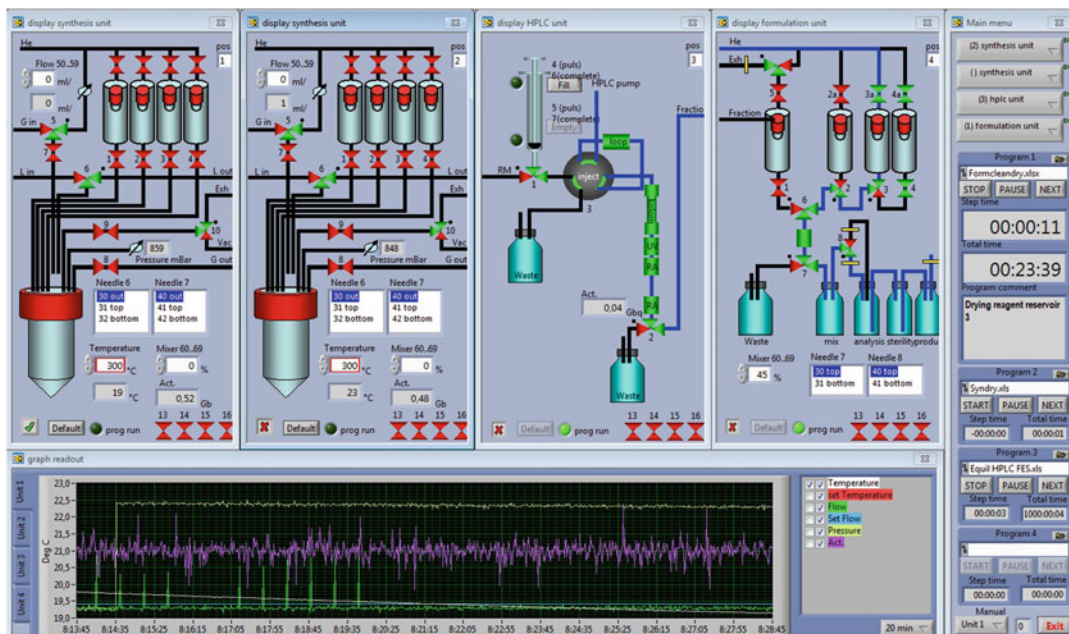 display synthesis unit
He
pos
1
Flow 50..59
0
ml/
0
ml/
G in
5
7
1
2
3
4
6
L in
L out
Exh
9
10
859
Vac
Pressure mBar
8
G out
Needle 6
Needle 7
30 out
40 out
31 top
41 top
32 bottom
42 bottom
Temperature
Mixer 60..69
300
°C
0
%
19
°C
Act.
0,52
Gb
13 14 15 16
Default
prog run
display synthesis unit
He
pos
2
Flow 50..59
0
ml/
1
ml/
G in
5
7
1
2
3
4
6
L in
L out
Exh
9
10
848
Vac
Pressure mBar
8
G out
Needle 6
Needle 7
30 out
40 out
31 top
41 top
32 bottom
42 bottom
Temperature
Mixer 60..69
300
°C
0
%
23
°C
Act.
0,48
Gb
13 14 15 16
Default
prog run
display HPLC unit
pos
3
4 (puls)
6(complete)
Fill
HPLC pump
5 (puls)
7(complete)
Empty
Fraction
loop
RM
1
inject
3
UV
RA
Waste
Act.
0,04
Gbq
RA
2
Waste
13 14 15 16
Default
prog run
display formulation unit
He
pos
4
Exh
5
2a
3a
4a
Fraction
1
2
3
4
6
8
7
Waste
mix
analysis
sterility
produ
Mixer 60..69
45
%
Needle 7
Needle 8
30 top
40 top
31 bottom
41 bottom
13 14 15 16
Default
prog run
Main menu
(2) synthesis unit
() synthesis unit
(3) hplc unit
(1) formulation unit
Program 1
Formcleandry.xlsx
STOP PAUSE NEXT
Step time
00:00:11
Total time
00:23:39
Program comment
Drying reagent reservoir
3
Program 2
Syndry.xls
START PAUSE NEXT
Step time Total time
-00:00:00 00:00:01
Program 3
Equil HPLC FES.xls
STOP PAUSE NEXT
Step time Total time
00:00:03 1000:00:04
Program 4
START PAUSE NEXT
Step time Total time
00:00:00 00:00:00
Manual
Unit 1
0
Exit
graph readout
Unit 1
Unit 2
Unit 3
Unit 4
Deg C
23,0
22,5
22,0
21,5
21,0
20,5
20,0
19,5
19,0
8:13:45 8:14:35 8:15:25 8:16:15 8:17:05 8:17:55 8:18:45 8:19:35 8:20:25 8:21:15 8:22:05 8:22:55 8:23:45 8:24:35 8:25:25 8:26:15 8:27:05 8:27:55 8:28:45
Temperature
set Temperature
Flow
Set Flow
Pressure
Act.
20 min